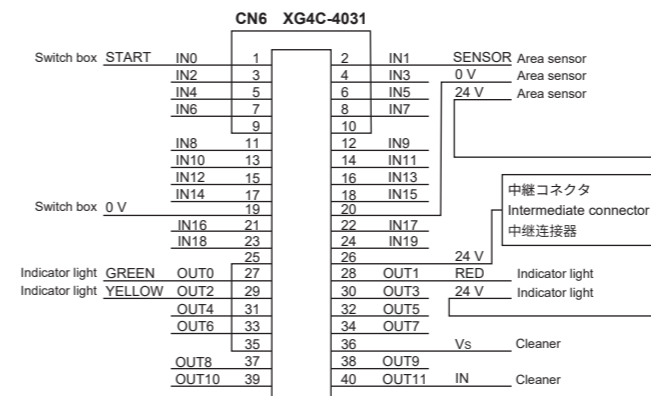 CN6 XG4C-4031
Switch box START IN0 1 2 IN1 SENSOR Area sensor
IN2 3 4 IN3 0 V Area sensor
IN4 5 6 IN5 24 V Area sensor
IN6 7 8 IN7
9 10
IN8 11 12 IN9
IN10 13 14 IN11
IN12 15 16 IN13
IN14 17 18 IN15
Switch box 0 V 19 20
IN16 21 22 IN17
IN18 23 24 IN19
中継コネクタ
Intermediate connector
中继连接器
25 26 24 V
Indicator light GREEN OUT0 27 28 OUT1 RED Indicator light
Indicator light YELLOW OUT2 29 30 OUT3 24 V Indicator light
OUT4 31 32 OUT5
OUT6 33 34 OUT7
35 36 Vs Cleaner
OUT8 37 38 OUT9
OUT10 39 40 OUT11 IN Cleaner